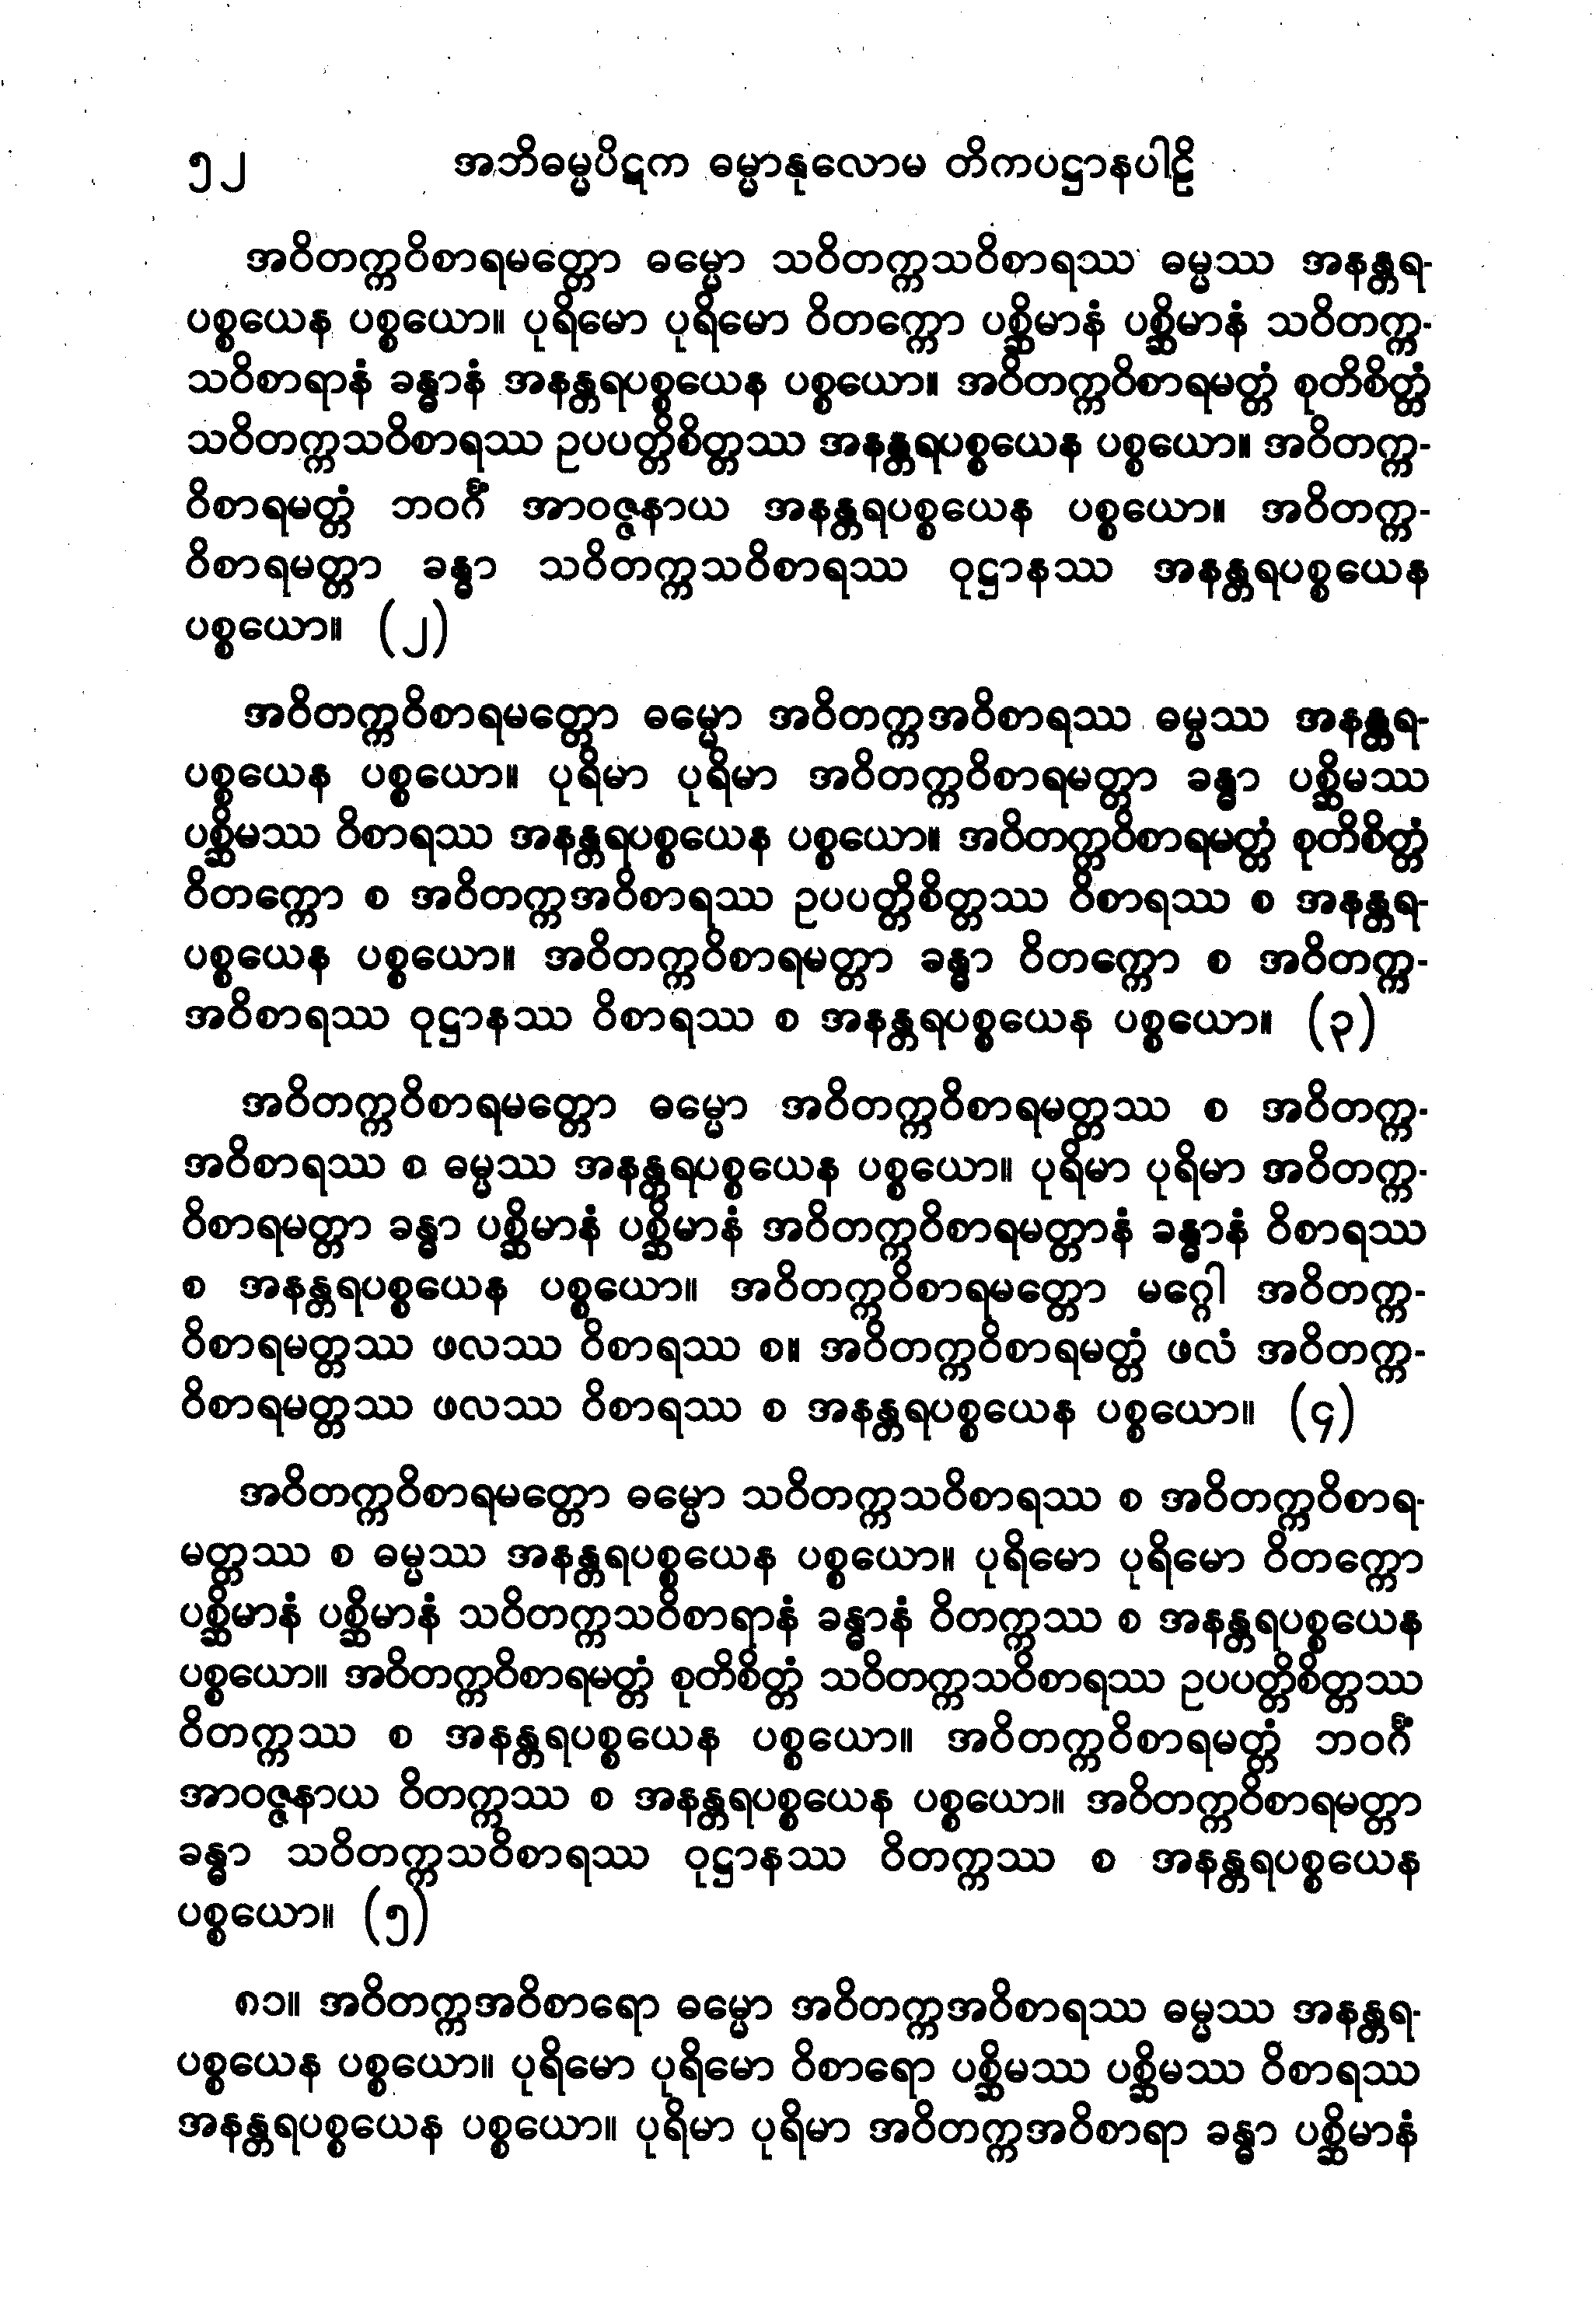 ၅၂ အဘိဓမ္မပိဋက ဓမ္မာနုလောမ တိကပဋ္ဌာနပါဠိ
အဝိတက္ကဝိစာရမတ္တော ဓမ္မော သဝိတက္ကသဝိစာရဿ ဓမ္မဿ အနန္တရ-
ပစ္စယေန ပစ္စယော။ ပုရိမော ပုရိမော ဝိတက္ကော ပစ္ဆိမာနံ ပစ္ဆိမာနံ သဝိတက္က-
သဝိစာရာနံ ခန္ဓာနံ အနန္တရပစ္စယေန ပစ္စယော။ အဝိတက္ကဝိစာရမတ္တံ စုတိစိတ္တံ
သဝိတက္ကသဝိစာရဿ ဥပပတ္တိစိတ္တဿ အနန္တရပစ္စယေန ပစ္စယော။ အဝိတက္က-
ဝိစာရမတ္တံ ဘဝင်္ဂံ အာဝဇ္ဇနာယ အနန္တရပစ္စယေန ပစ္စယော။ အဝိတက္က-
ဝိစာရမတ္တာ ခန္ဓာ သဝိတက္ကသဝိစာရဿ ဝုဋ္ဌာနဿ အနန္တရပစ္စယေန
ပစ္စယော။ (၂)
အဝိတက္ကဝိစာရမတ္တော ဓမ္မော အဝိတက္ကအဝိစာရဿ ဓမ္မဿ အနန္တရ-
ပစ္စယေန ပစ္စယော။ ပုရိမာ ပုရိမာ အဝိတက္ကဝိစာရမတ္တာ ခန္ဓာ ပစ္ဆိမဿ
ပစ္ဆိမဿ ဝိစာရဿ အနန္တရပစ္စယေန ပစ္စယော။ အဝိတက္ကဝိစာရမတ္တံ စုတိစိတ္တံ
ဝိတက္ကော စ အဝိတက္ကအဝိစာရဿ ဥပပတ္တိစိတ္တဿ ဝိစာရဿ စ အနန္တရ-
ပစ္စယေန ပစ္စယော။ အဝိတက္ကဝိစာရမတ္တာ ခန္ဓာ ဝိတက္ကော စ အဝိတက္က-
အဝိစာရဿ ဝုဋ္ဌာနဿ ဝိစာရဿ စ အနန္တရပစ္စယေန ပစ္စယော။ (၃)
အဝိတက္ကဝိစာရမတ္တော ဓမ္မော အဝိတက္ကဝိစာရမတ္တဿ စ အဝိတက္က-
အဝိစာရဿ စ ဓမ္မဿ အနန္တရပစ္စယေန ပစ္စယော။ ပုရိမာ ပုရိမာ အဝိတက္က-
ဝိစာရမတ္တာ ခန္ဓာ ပစ္ဆိမာနံ ပစ္ဆိမာနံ အဝိတက္ကဝိစာရမတ္တာနံ ခန္ဓာနံ ဝိစာရဿ
စ အနန္တရပစ္စယေန ပစ္စယော။ အဝိတက္ကဝိစာရမတ္တော မဂ္ဂေါ အဝိတက္က-
ဝိစာရမတ္တဿ ဖလဿ ဝိစာရဿ စ။ အဝိတက္ကဝိစာရမတ္တံ ဖလံ အဝိတက္က-
ဝိစာရမတ္တဿ ဖလဿ ဝိစာရဿ စ အနန္တရပစ္စယေန ပစ္စယော။ (၄)
အဝိတက္ကဝိစာရမတ္တော ဓမ္မော သဝိတက္ကသဝိစာရဿ စ အဝိတက္ကဝိစာရ-
မတ္တဿ စ ဓမ္မဿ အနန္တရပစ္စယေန ပစ္စယော။ ပုရိမော ပုရိမော ဝိတက္ကော
ပစ္ဆိမာနံ ပစ္ဆိမာနံ သဝိတက္ကသဝိစာရာနံ ခန္ဓာနံ ဝိတက္ကဿ စ အနန္တရပစ္စယေန
ပစ္စယော။ အဝိတက္ကဝိစာရမတ္တံ စုတိစိတ္တံ သဝိတက္ကသဝိစာရဿ ဥပပတ္တိစိတ္တဿ
ဝိတက္ကဿ စ အနန္တရပစ္စယေန ပစ္စယော။ အဝိတက္ကဝိစာရမတ္တံ ဘဝင်္ဂံ
အာဝဇ္ဇနာယ ဝိတက္ကဿ စ အနန္တရပစ္စယေန ပစ္စယော။ အဝိတက္ကဝိစာရမတ္တာ
ခန္ဓာ သဝိတက္ကသဝိစာရဿ ဝုဋ္ဌာနဿ ဝိတက္ကဿ စ အနန္တရပစ္စယေန
ပစ္စယော။ (၅)
၈၁။ အဝိတက္ကအဝိစာရော ဓမ္မော အဝိတက္ကအဝိစာရဿ ဓမ္မဿ အနန္တရ-
ပစ္စယေန ပစ္စယော။ ပုရိမော ပုရိမော ဝိစာရော ပစ္ဆိမဿ ပစ္ဆိမဿ ဝိစာရဿ
အနန္တရပစ္စယေန ပစ္စယော။ ပုရိမာ ပုရိမာ အဝိတက္ကအဝိစာရာ ခန္ဓာ ပစ္ဆိမာနံ